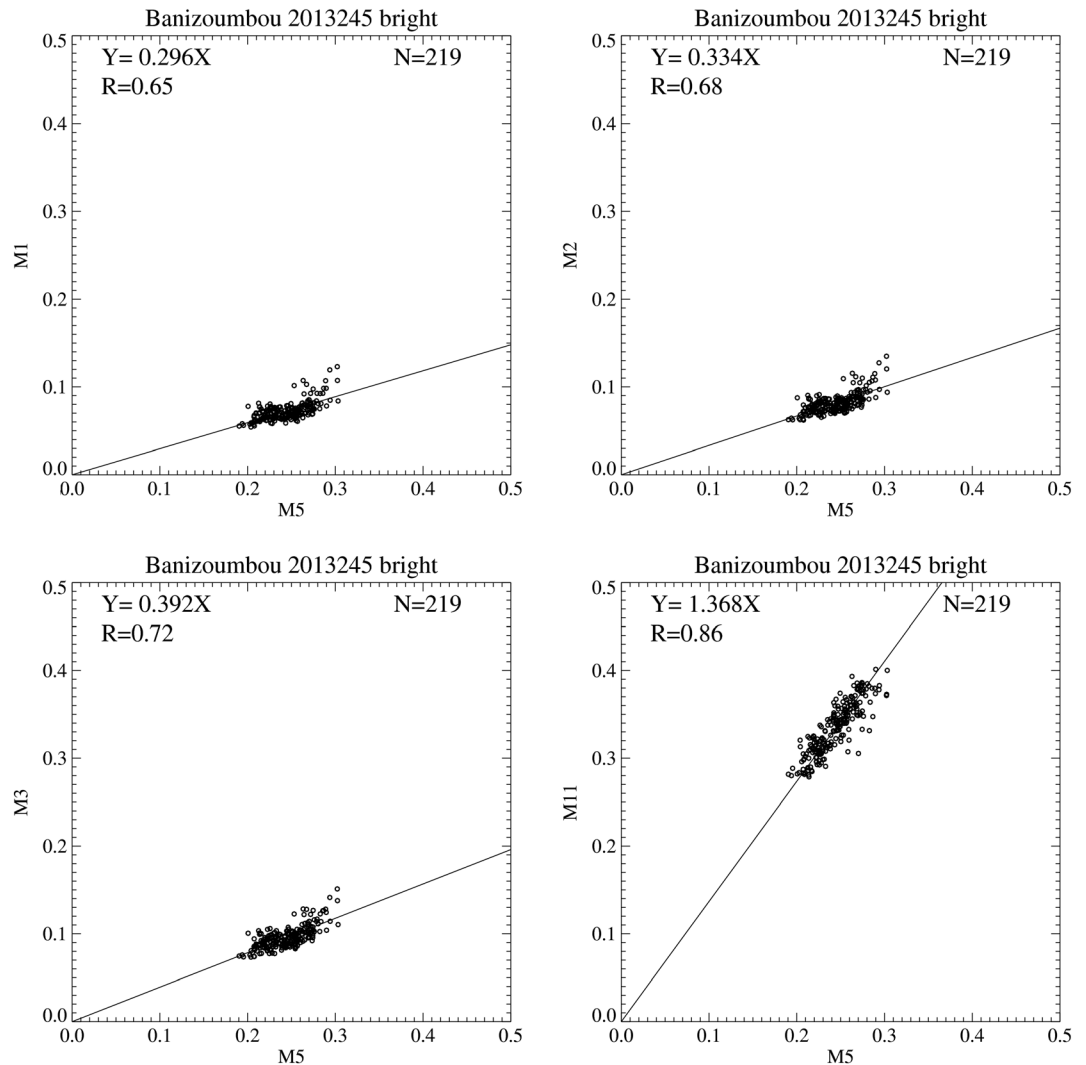 Banizoumbou 2013245 bright
Y= 0.296X N=219
R=0.65
0.5
0.4
0.3
0.2
0.1
0.0
M1
0.0 0.1 0.2 0.3 0.4 0.5
M5
Banizoumbou 2013245 bright
Y= 0.334X N=219
R=0.68
0.5
0.4
0.3
0.2
0.1
0.0
M2
0.0 0.1 0.2 0.3 0.4 0.5
M5
Banizoumbou 2013245 bright
Y= 0.392X N=219
R=0.72
0.5
0.4
0.3
0.2
0.1
0.0
M3
0.0 0.1 0.2 0.3 0.4 0.5
M5
Banizoumbou 2013245 bright
Y= 1.368X N=219
R=0.86
0.5
0.4
0.3
0.2
0.1
0.0
M11
0.0 0.1 0.2 0.3 0.4 0.5
M5